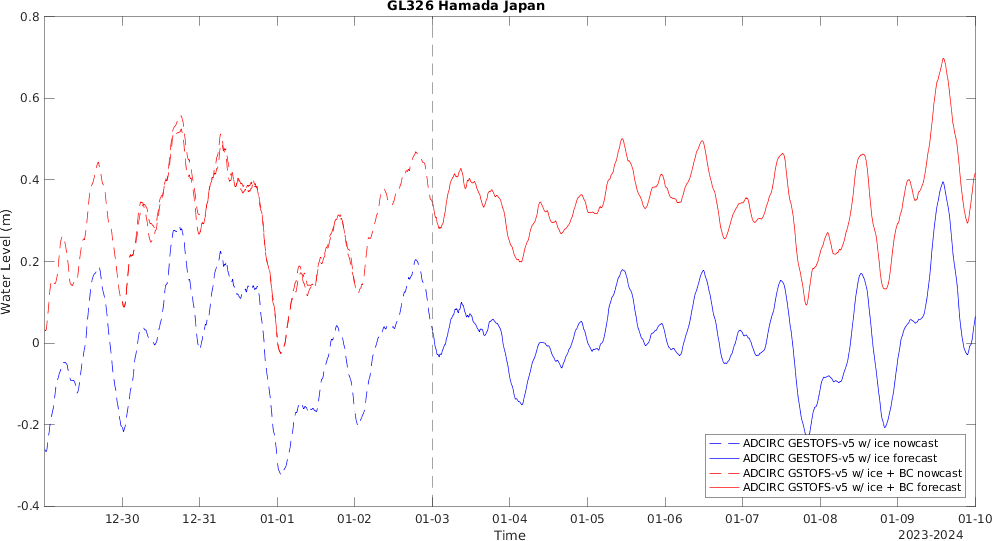 GL326 Hamada Japan
0.8
0.6
0.4
0.2
0
-0.2
-0.4
Water Level (m)
ADCIRC GESTOFS-v5 w/ ice nowcast
ADCIRC GESTOFS-v5 w/ ice forecast
ADCIRC GSTOFS-v5 w/ ice + BC nowcast
ADCIRC GSTOFS-v5 w/ ice + BC forecast
12-30 12-31 01-01 01-02 01-03 01-04 01-05 01-06 01-07 01-08 01-09 01-10
Time
2023-2024